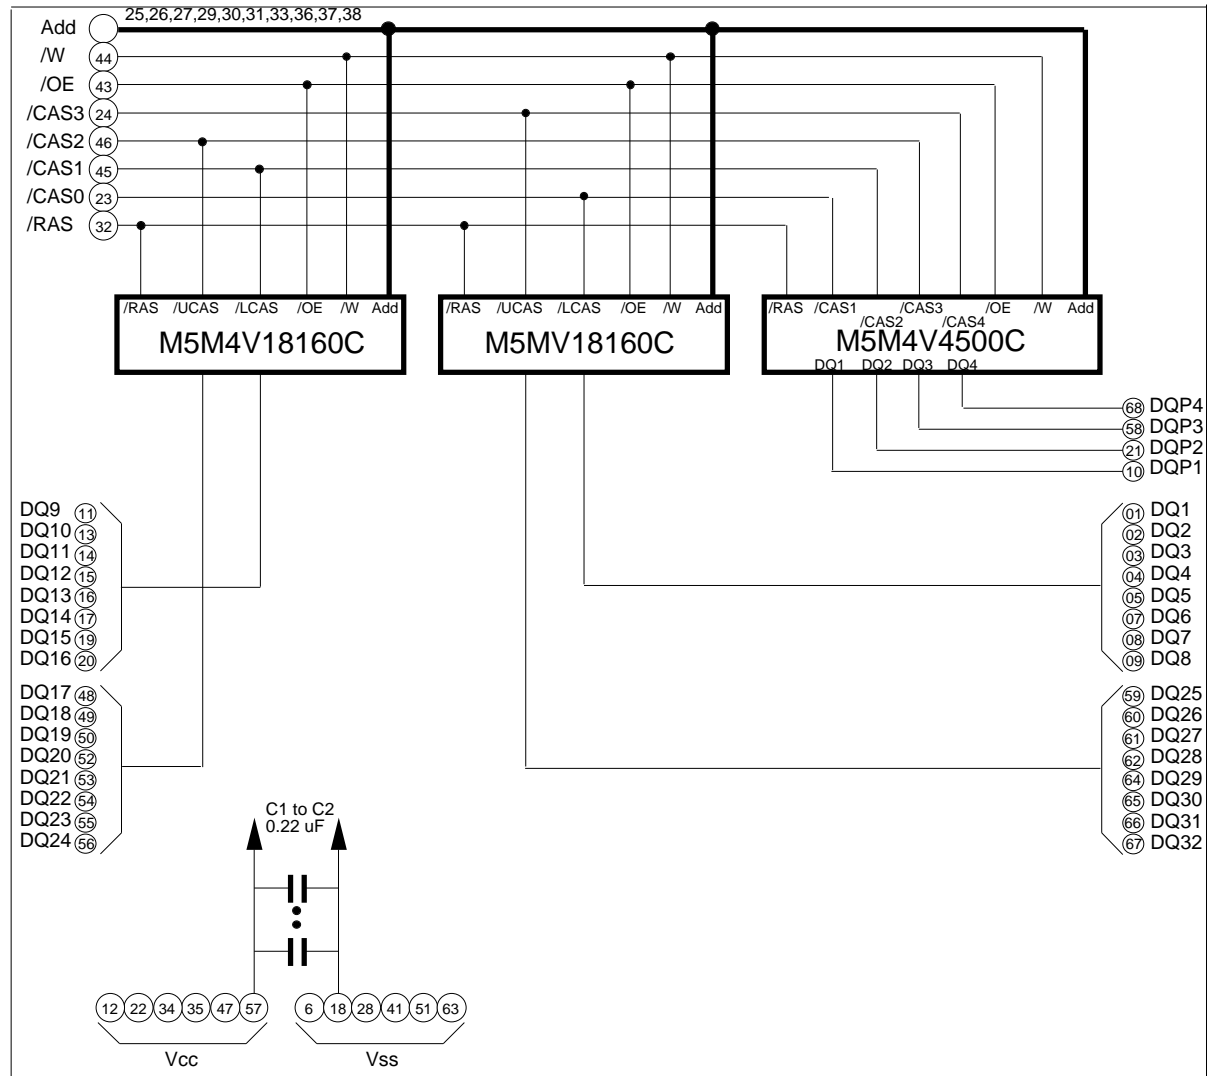 Add 25,26,27,29,30,31,33,36,37,38
/W 44
/OE 43
/CAS3 24
/CAS2 46
/CAS1 45
/CAS0 23
/RAS 32
/RAS /UCAS /LCAS /OE /W Add
M5M4V18160C
/RAS /UCAS /LCAS /OE /W Add
M5MV18160C
/RAS /CAS1 /CAS3 /OE /W Add
/CAS2 /CAS4
M5M4V4500C
DQ1 DQ2 DQ3 DQ4
68 DQP4
58 DQP3
21 DQP2
10 DQP1
DQ9 11
DQ10 13
DQ11 14
DQ12 15
DQ13 16
DQ14 17
DQ15 19
DQ16 20
01 DQ1
02 DQ2
03 DQ3
04 DQ4
05 DQ5
07 DQ6
08 DQ7
09 DQ8
DQ17 48
DQ18 49
DQ19 50
DQ20 52
DQ21 53
DQ22 54
DQ23 55
DQ24 56
59 DQ25
60 DQ26
61 DQ27
62 DQ28
64 DQ29
65 DQ30
66 DQ31
67 DQ32
C1 to C2
0.22 uF
12 22 34 35 47 57
Vcc
6 18 28 41 51 63
Vss